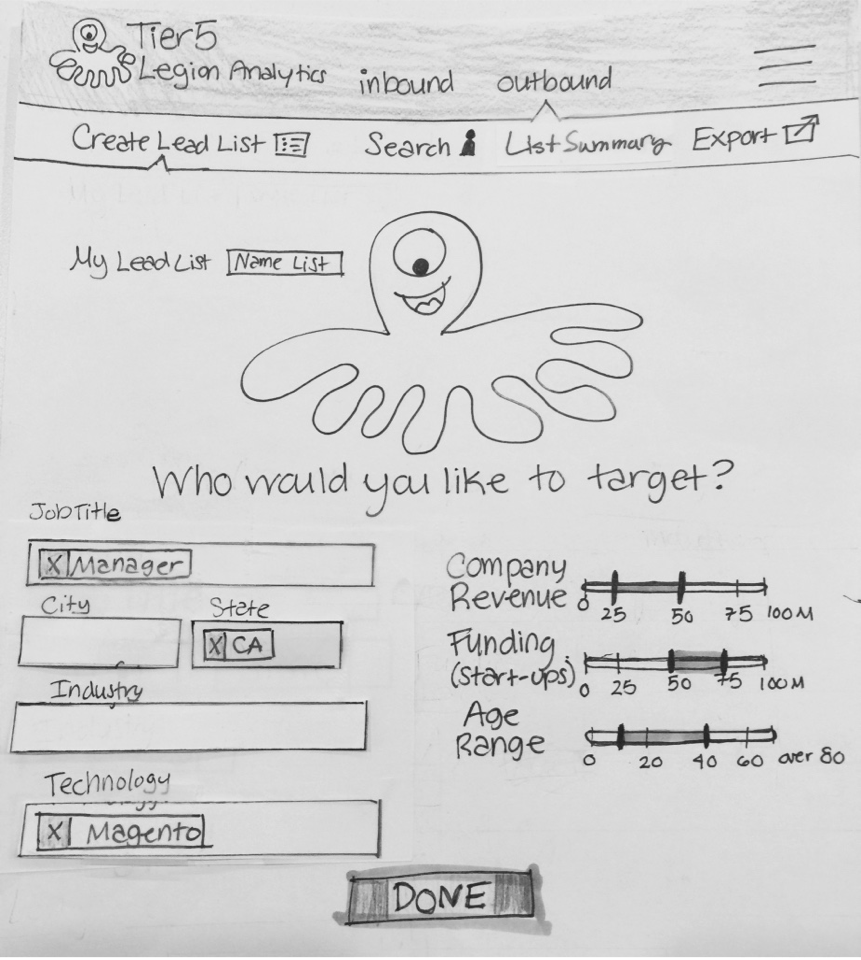 Tier5
Legion Analytics inbound outbound
Create Lead List Search List Summary Export
My Lead List Name List
Who would you like to target?
Job Title
X Manager
City State
X CA
Industry
Technology
X Magento
Company
Revenue
0 25 50 75 100M
Funding
(start-ups)
0 25 50 75 100M
Age
Range
0 20 40 60 over 80
DONE